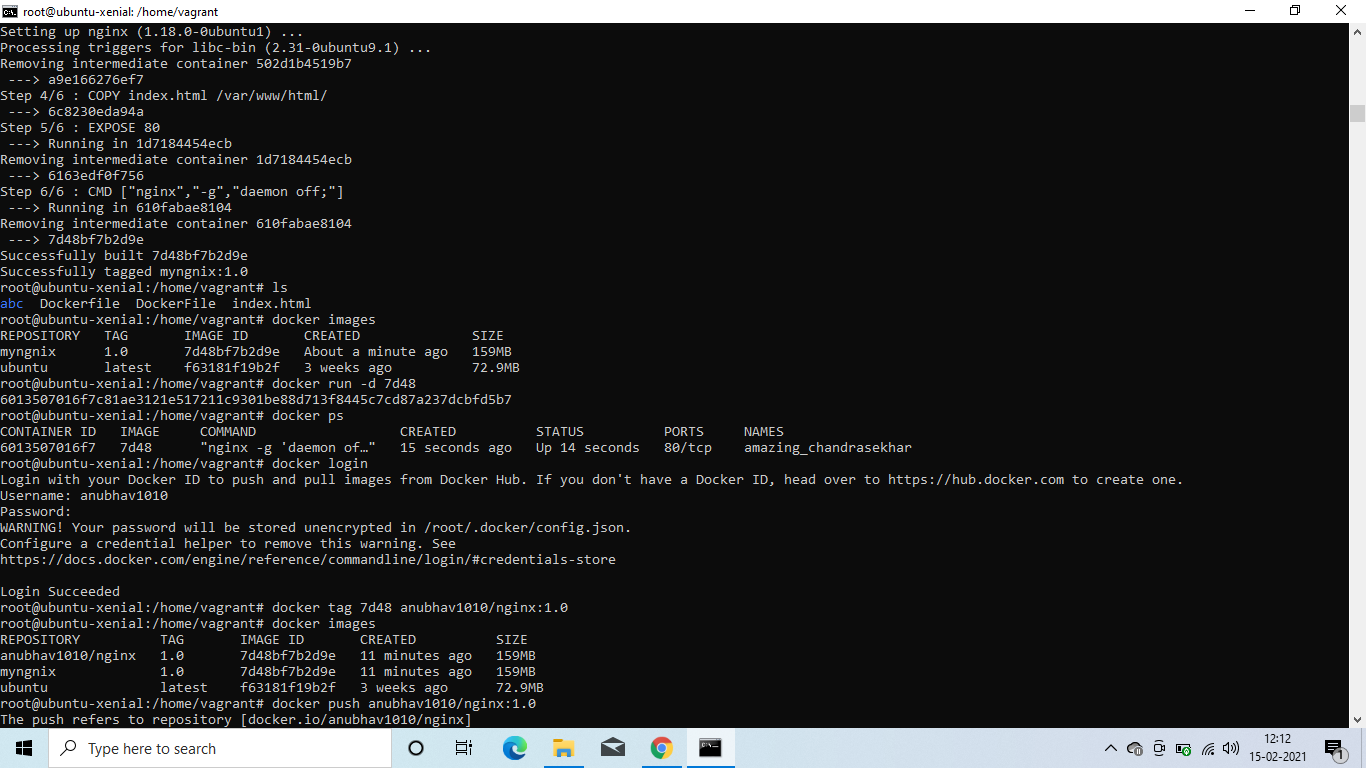 root@ubuntu-xenial: /home/vagrant
Setting up nginx (1.18.0-0ubuntu1) ...
Processing triggers for libc-bin (2.31-0ubuntu9.1) ...
Removing intermediate container 502d1b4519b7
 ---> a9e166276ef7
Step 4/6 : COPY index.html /var/www/html/
 ---> 6c8230eda94a
Step 5/6 : EXPOSE 80
 ---> Running in 1d7184454ecb
Removing intermediate container 1d7184454ecb
 ---> 6163edf0f756
Step 6/6 : CMD ["nginx","-g","daemon off;"]
 ---> Running in 610fabae8104
Removing intermediate container 610fabae8104
 ---> 7d48bf7b2d9e
Successfully built 7d48bf7b2d9e
Successfully tagged myngnix:1.0
root@ubuntu-xenial:/home/vagrant# ls
abc  Dockerfile  DockerFile  index.html
root@ubuntu-xenial:/home/vagrant# docker images
REPOSITORY   TAG       IMAGE ID       CREATED              SIZE
myngnix      1.0       7d48bf7b2d9e   About a minute ago   159MB
ubuntu       latest    f63181f19b2f   3 weeks ago          72.9MB
root@ubuntu-xenial:/home/vagrant# docker run -d 7d48
6013507016f7c81ae3121e517211c9301be88d713f8445c7cd87a237dcbfd5b7
root@ubuntu-xenial:/home/vagrant# docker ps
CONTAINER ID   IMAGE     COMMAND                  CREATED          STATUS          PORTS     NAMES
6013507016f7   7d48      "nginx -g 'daemon of…"   15 seconds ago   Up 14 seconds   80/tcp    amazing_chandrasekhar
root@ubuntu-xenial:/home/vagrant# docker login
Login with your Docker ID to push and pull images from Docker Hub. If you don't have a Docker ID, head over to https://hub.docker.com to create one.
Username: anubhav1010
Password:
WARNING! Your password will be stored unencrypted in /root/.docker/config.json.
Configure a credential helper to remove this warning. See
https://docs.docker.com/engine/reference/commandline/login/#credentials-store
Login Succeeded
root@ubuntu-xenial:/home/vagrant# docker tag 7d48 anubhav1010/nginx:1.0
root@ubuntu-xenial:/home/vagrant# docker images
REPOSITORY          TAG       IMAGE ID       CREATED          SIZE
anubhav1010/nginx   1.0       7d48bf7b2d9e   11 minutes ago   159MB
myngnix             1.0       7d48bf7b2d9e   11 minutes ago   159MB
ubuntu              latest    f63181f19b2f   3 weeks ago      72.9MB
root@ubuntu-xenial:/home/vagrant# docker push anubhav1010/nginx:1.0
The push refers to repository [docker.io/anubhav1010/nginx]
Type here to search
12:12
15-02-2021
1